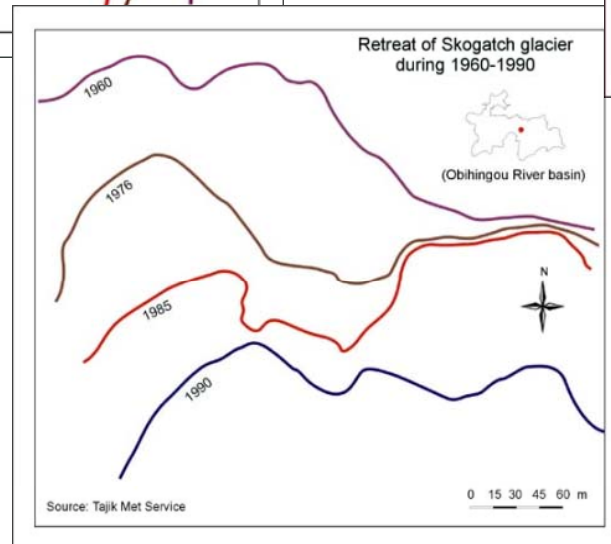 Retreat of Skogatch glacier
during 1960-1990
(Obihingou River basin)
1960
1976
1985
1990
N
0 15 30 45 60 m
Source: Tajik Met Service